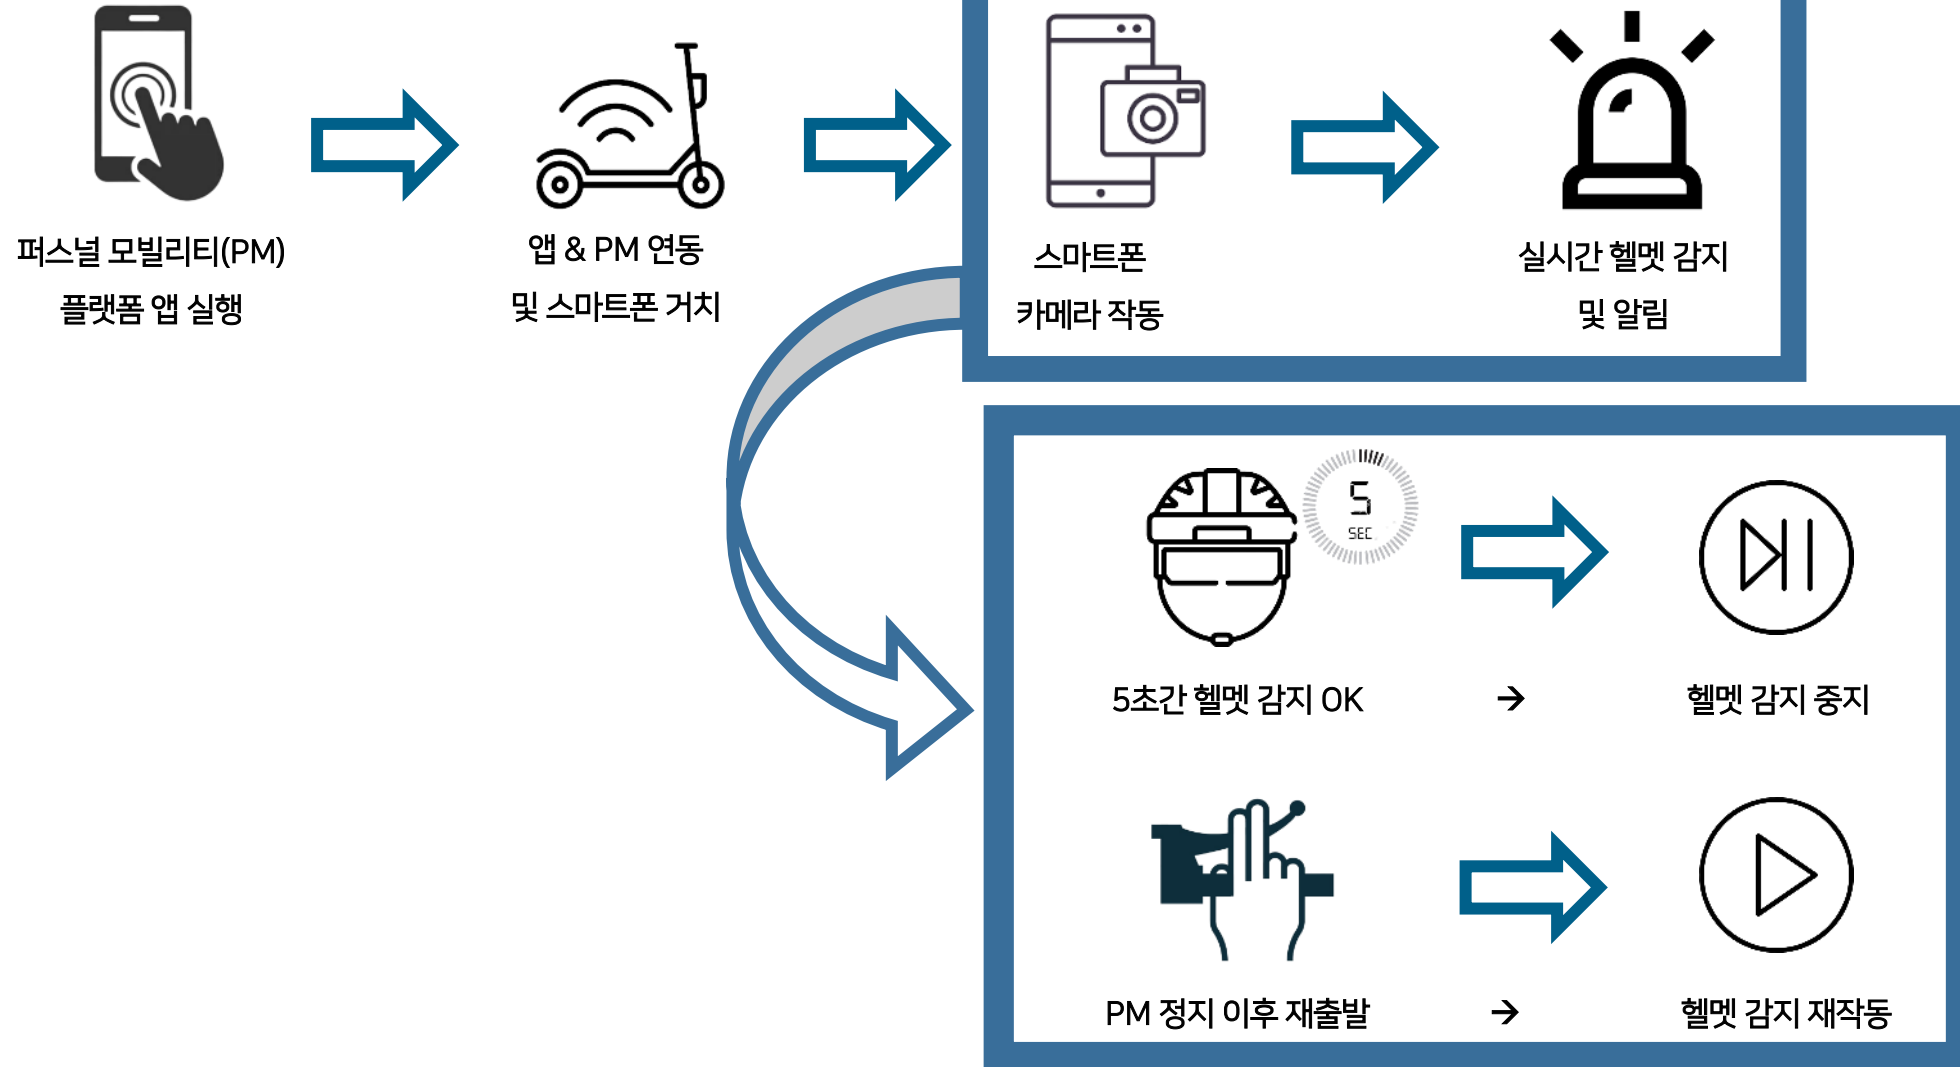 퍼스널 모빌리티(PM)
플랫폼 앱 실행
앱 & PM 연동
및 스마트폰 거치
스마트폰
카메라 작동
실시간 헬멧 감지
및 알림
5
SEC
5초간 헬멧 감지 OK → 헬멧 감지 중지
PM 정지 이후 재출발 → 헬멧 감지 재작동